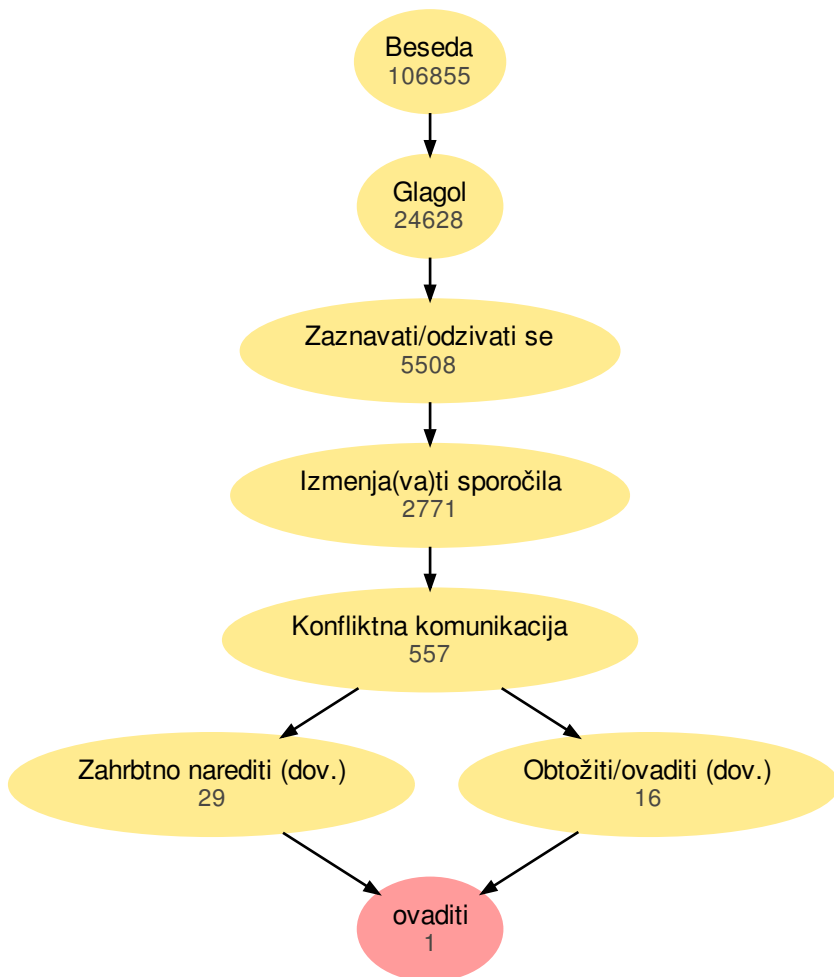 Beseda
106855
Glagol
24628
Zaznavati/odzivati se
5508
Izmenja(va)ti sporočila
2771
Konfliktna komunikacija
557
Zahrbtno narediti (dov.)
29
Obtožiti/ovaditi (dov.)
16
ovaditi
1